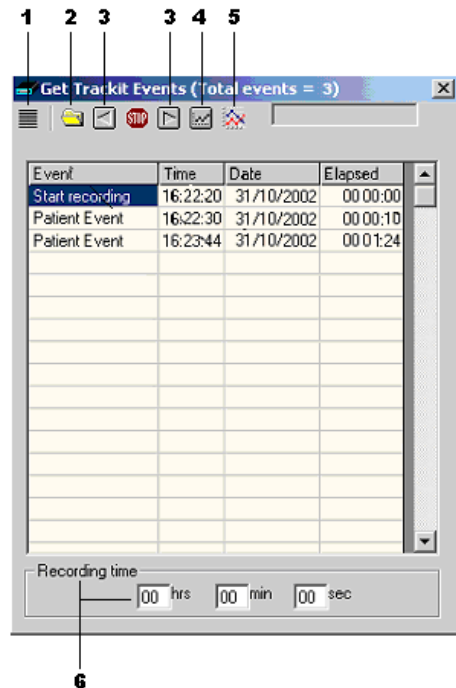 1 2 3 3 4 5
Get Trackit Events (Total events = 3)
STOP
Event Time Date Elapsed
Start recording 16:22:20 31/10/2002 00 00:00
Patient Event 16:22:30 31/10/2002 00 00:10
Patient Event 16:23:44 31/10/2002 00 01:24
Recording time
00 hrs 00 min 00 sec
6